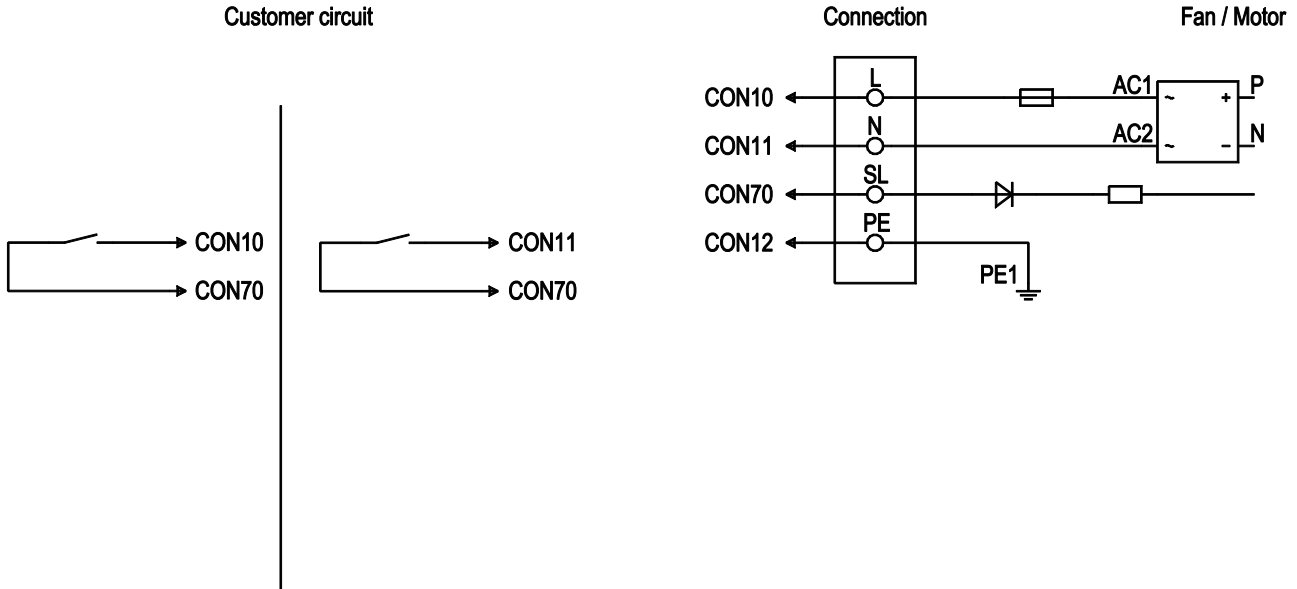 Customer circuit
CON10
CON70
CON11
CON70
Connection
Fan / Motor
L
CON10
AC1
~ + P
N
CON11
AC2
~ – N
SL
CON70
PE
CON12
PE1